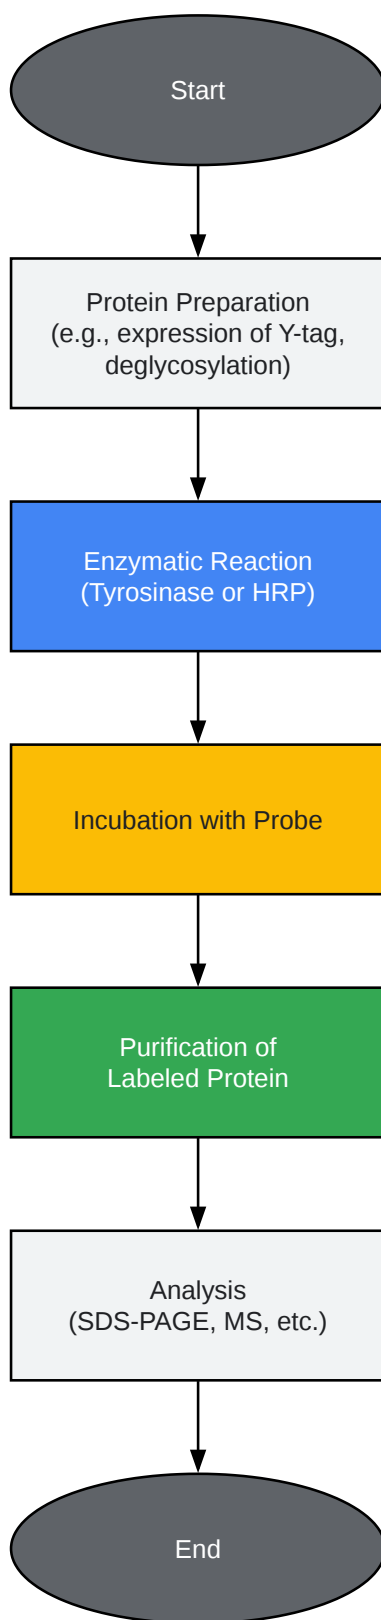 Start
Protein Preparation
(e.g., expression of Y-tag,
deglycosylation)
Enzymatic Reaction
(Tyrosinase or HRP)
Incubation with Probe
Purification of
Labeled Protein
Analysis
(SDS-PAGE, MS, etc.)
End